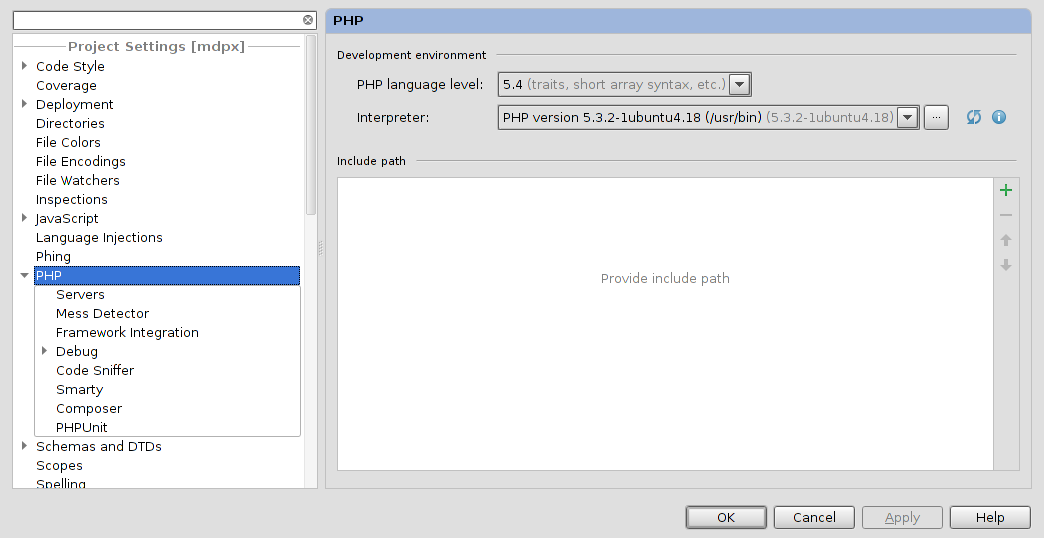 Project Settings [mdpx]
Code Style
Coverage
Deployment
Directories
File Colors
File Encodings
File Watchers
Inspections
JavaScript
Language Injections
Phing
PHP
Servers
Mess Detector
Framework Integration
Debug
Code Sniffer
Smarty
Composer
PHPUnit
Schemas and DTDs
Scopes
Spelling
PHP
Development environment
PHP language level: 5.4 (traits, short array syntax, etc.)
Interpreter: PHP version 5.3.2-1ubuntu4.18 (/usr/bin) (5.3.2-1ubuntu4.18) ...
Include path
Provide include path
OK Cancel Apply Help